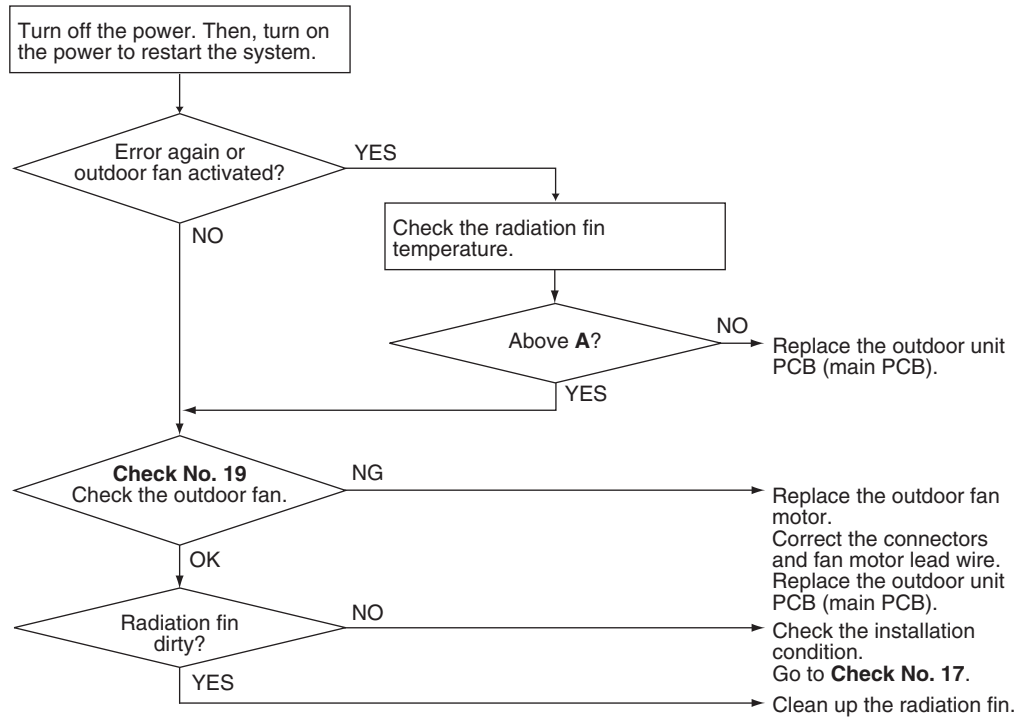 Turn off the power. Then, turn on
the power to restart the system.
Error again or
outdoor fan activated?
YES
NO
Check the radiation fin
temperature.
Above A?
NO
Replace the outdoor unit
PCB (main PCB).
YES
Check No. 19
Check the outdoor fan.
NG
Replace the outdoor fan
motor.
Correct the connectors
and fan motor lead wire.
Replace the outdoor unit
PCB (main PCB).
OK
Radiation fin
dirty?
NO
Check the installation
condition.
Go to Check No. 17.
YES
Clean up the radiation fin.